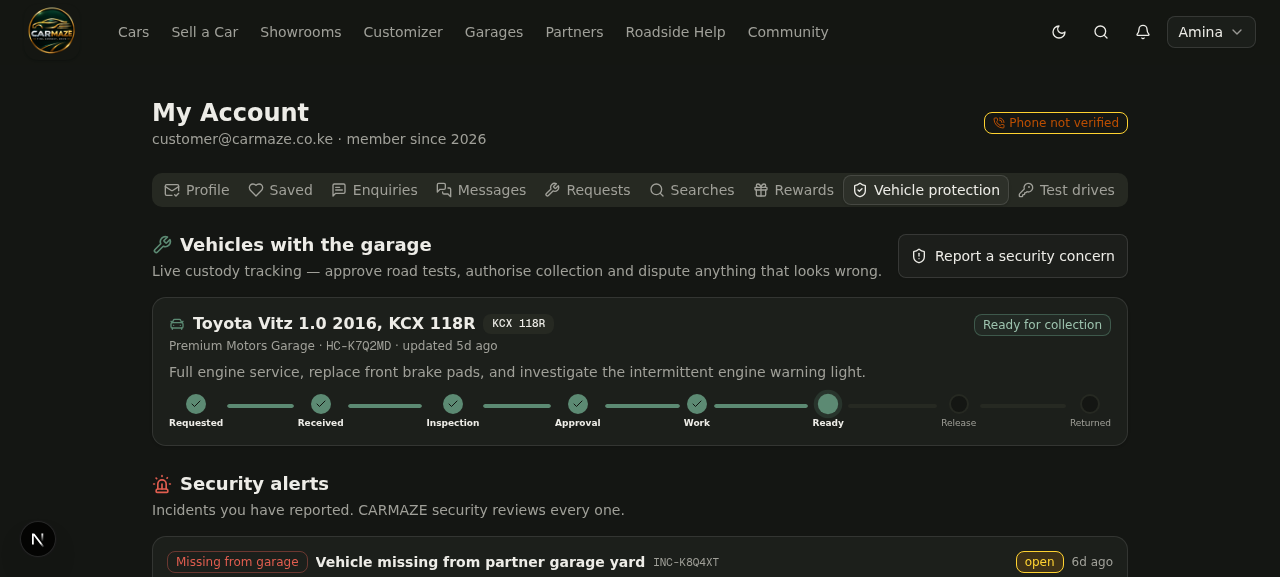 CARMAZE
Cars Sell a Car Showrooms Customizer Garages Partners Roadside Help Community Amina
My Account
customer@carmaze.co.ke · member since 2026
Phone not verified
Profile Saved Enquiries Messages Requests Searches Rewards Vehicle protection Test drives
Vehicles with the garage
Live custody tracking — approve road tests, authorise collection and dispute anything that looks wrong.
Report a security concern
Toyota Vitz 1.0 2016, KCX 118R KCX 118R
Ready for collection
Premium Motors Garage · HC-K7Q2MD · updated 5d ago
Full engine service, replace front brake pads, and investigate the intermittent engine warning light.
Requested Received Inspection Approval Work Ready Release Returned
Security alerts
Incidents you have reported. CARMAZE security reviews every one.
Missing from garage Vehicle missing from partner garage yard INC-K8Q4XT open 6d ago
N